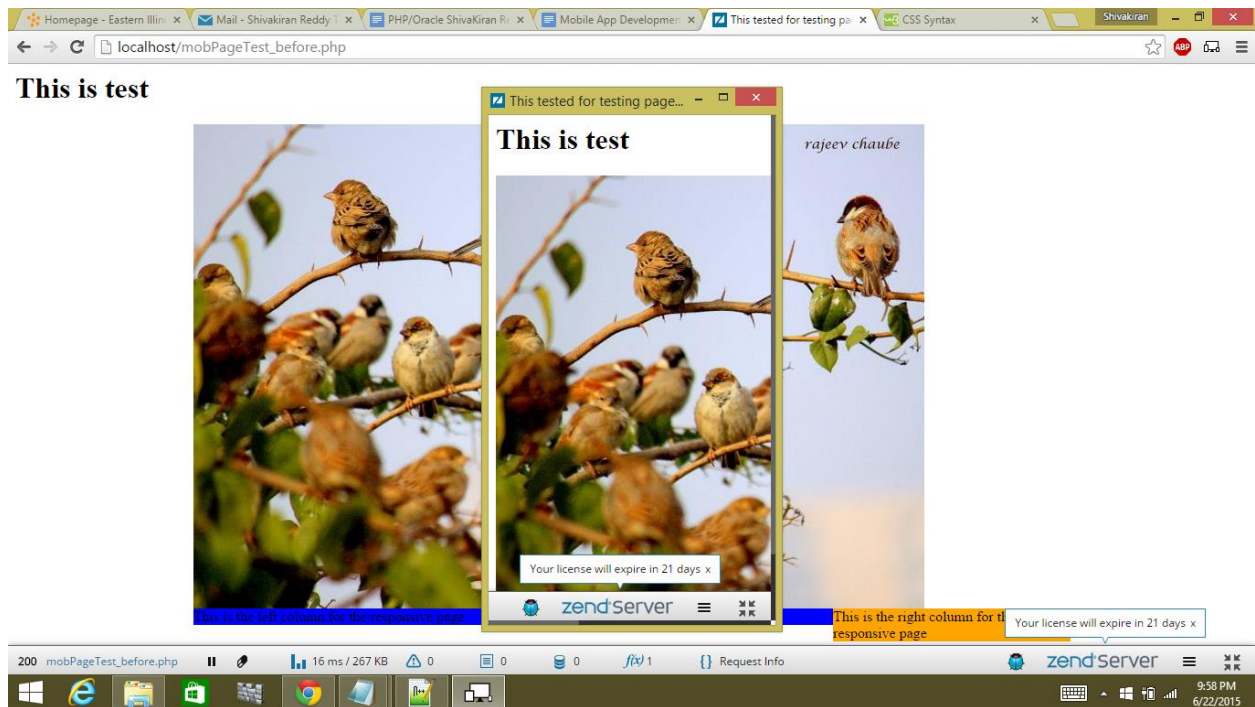 Homepage - Eastern Illin
Mail - Shivakiran Reddy T
PHP/Oracle ShivaKiran Re
Mobile App Developmen
This tested for testing pa
CSS Syntax
Shivakiran
localhost/mobPageTest_before.php
ABP
This is test
This tested for testing page...
This is test
rajeev chaube
Your license will expire in 21 days x
zend Server
This is the left column for the responsive page
This is the right column for th
responsive page
Your license will expire in 21 days x
200 mobPageTest_before.php 16 ms / 267 KB 0 0 0 f(x) 1 {} Request Info zend Server
9:58 PM
6/22/2015